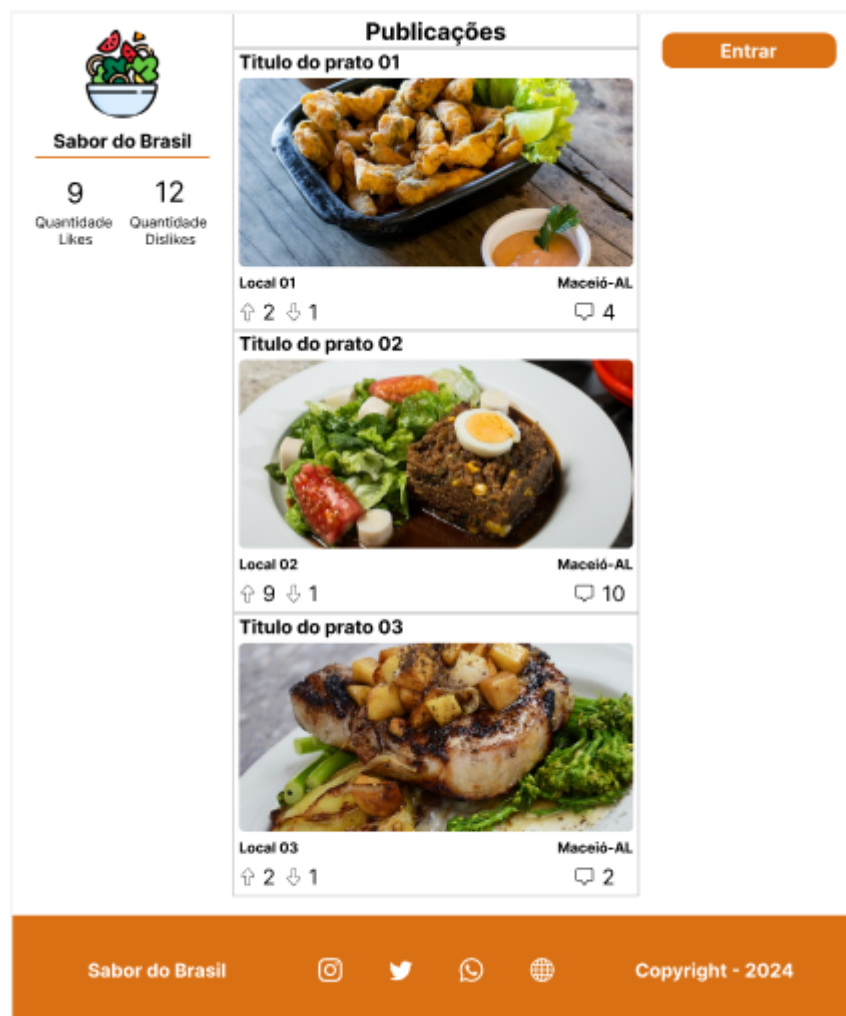 Sabor do Brasil
9 12
Quantidade Likes
Quantidade Dislikes
Publicações
Titulo do prato 01
Local 01 Maceió-AL
2 1 4
Titulo do prato 02
Local 02 Maceió-AL
9 1 10
Titulo do prato 03
Local 03 Maceió-AL
2 1 2
Entrar
Sabor do Brasil Copyright - 2024